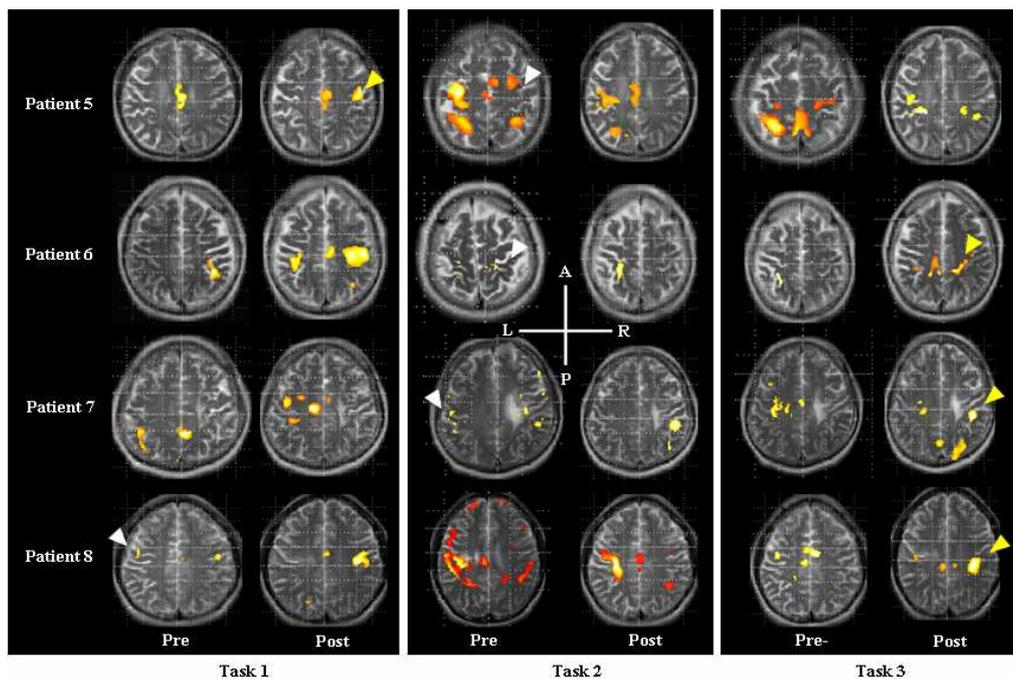 Patient 5
Patient 6
A
L R
P
Patient 7
Patient 8
Pre Post Pre Post Pre- Post
Task 1 Task 2 Task 3